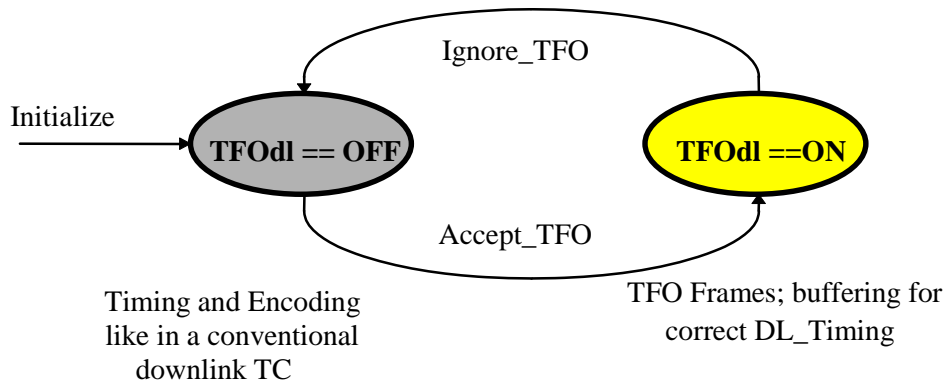 Ignore_TFO
Initialize
TFOdl == OFF
TFOdl ==ON
Accept_TFO
Timing and Encoding
like in a conventional
downlink TC
TFO Frames; buffering for
correct DL_Timing